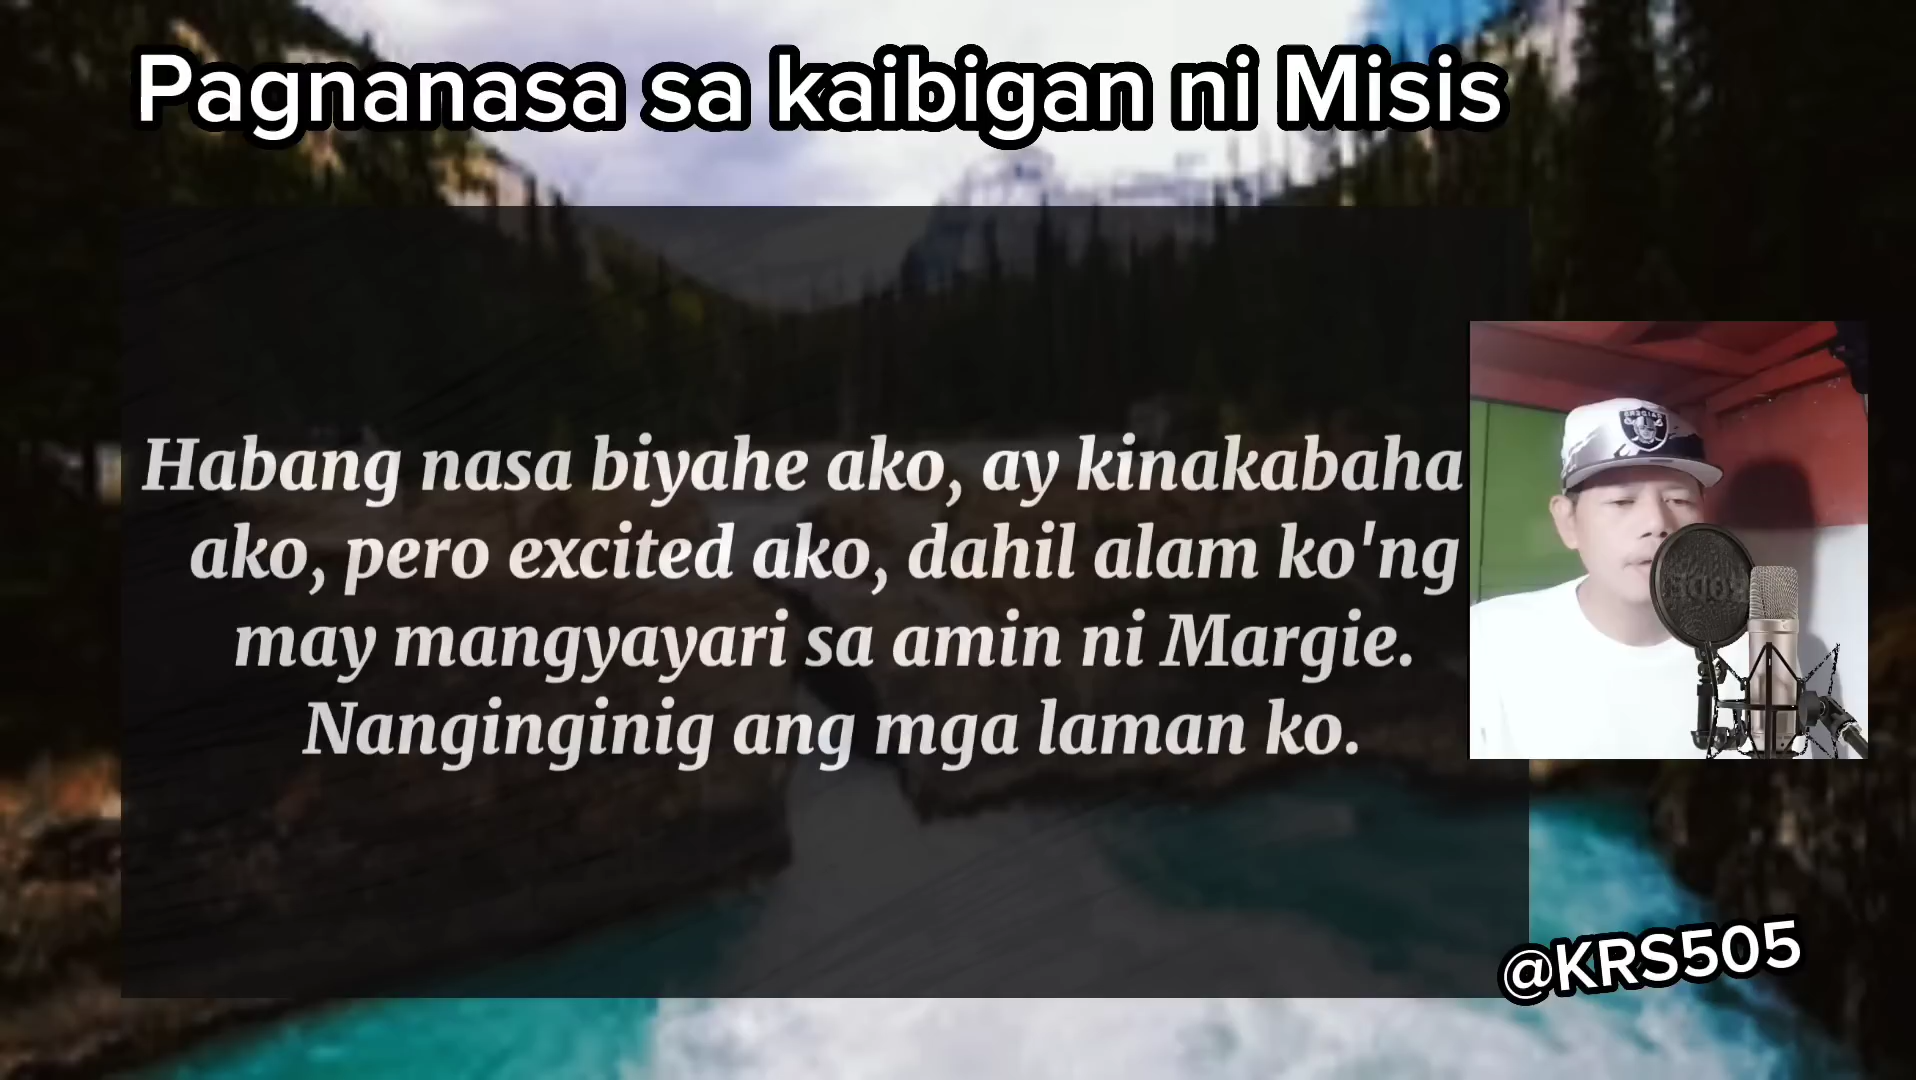 Pagnanasa sa kaibigan ni Misis
Habang nasa biyahe ako, ay kinakabaha
ako, pero excited ako, dahil alam ko'ng
may mangyayari sa amin ni Margie.
Nanginginig ang mga laman ko.
@KRS505